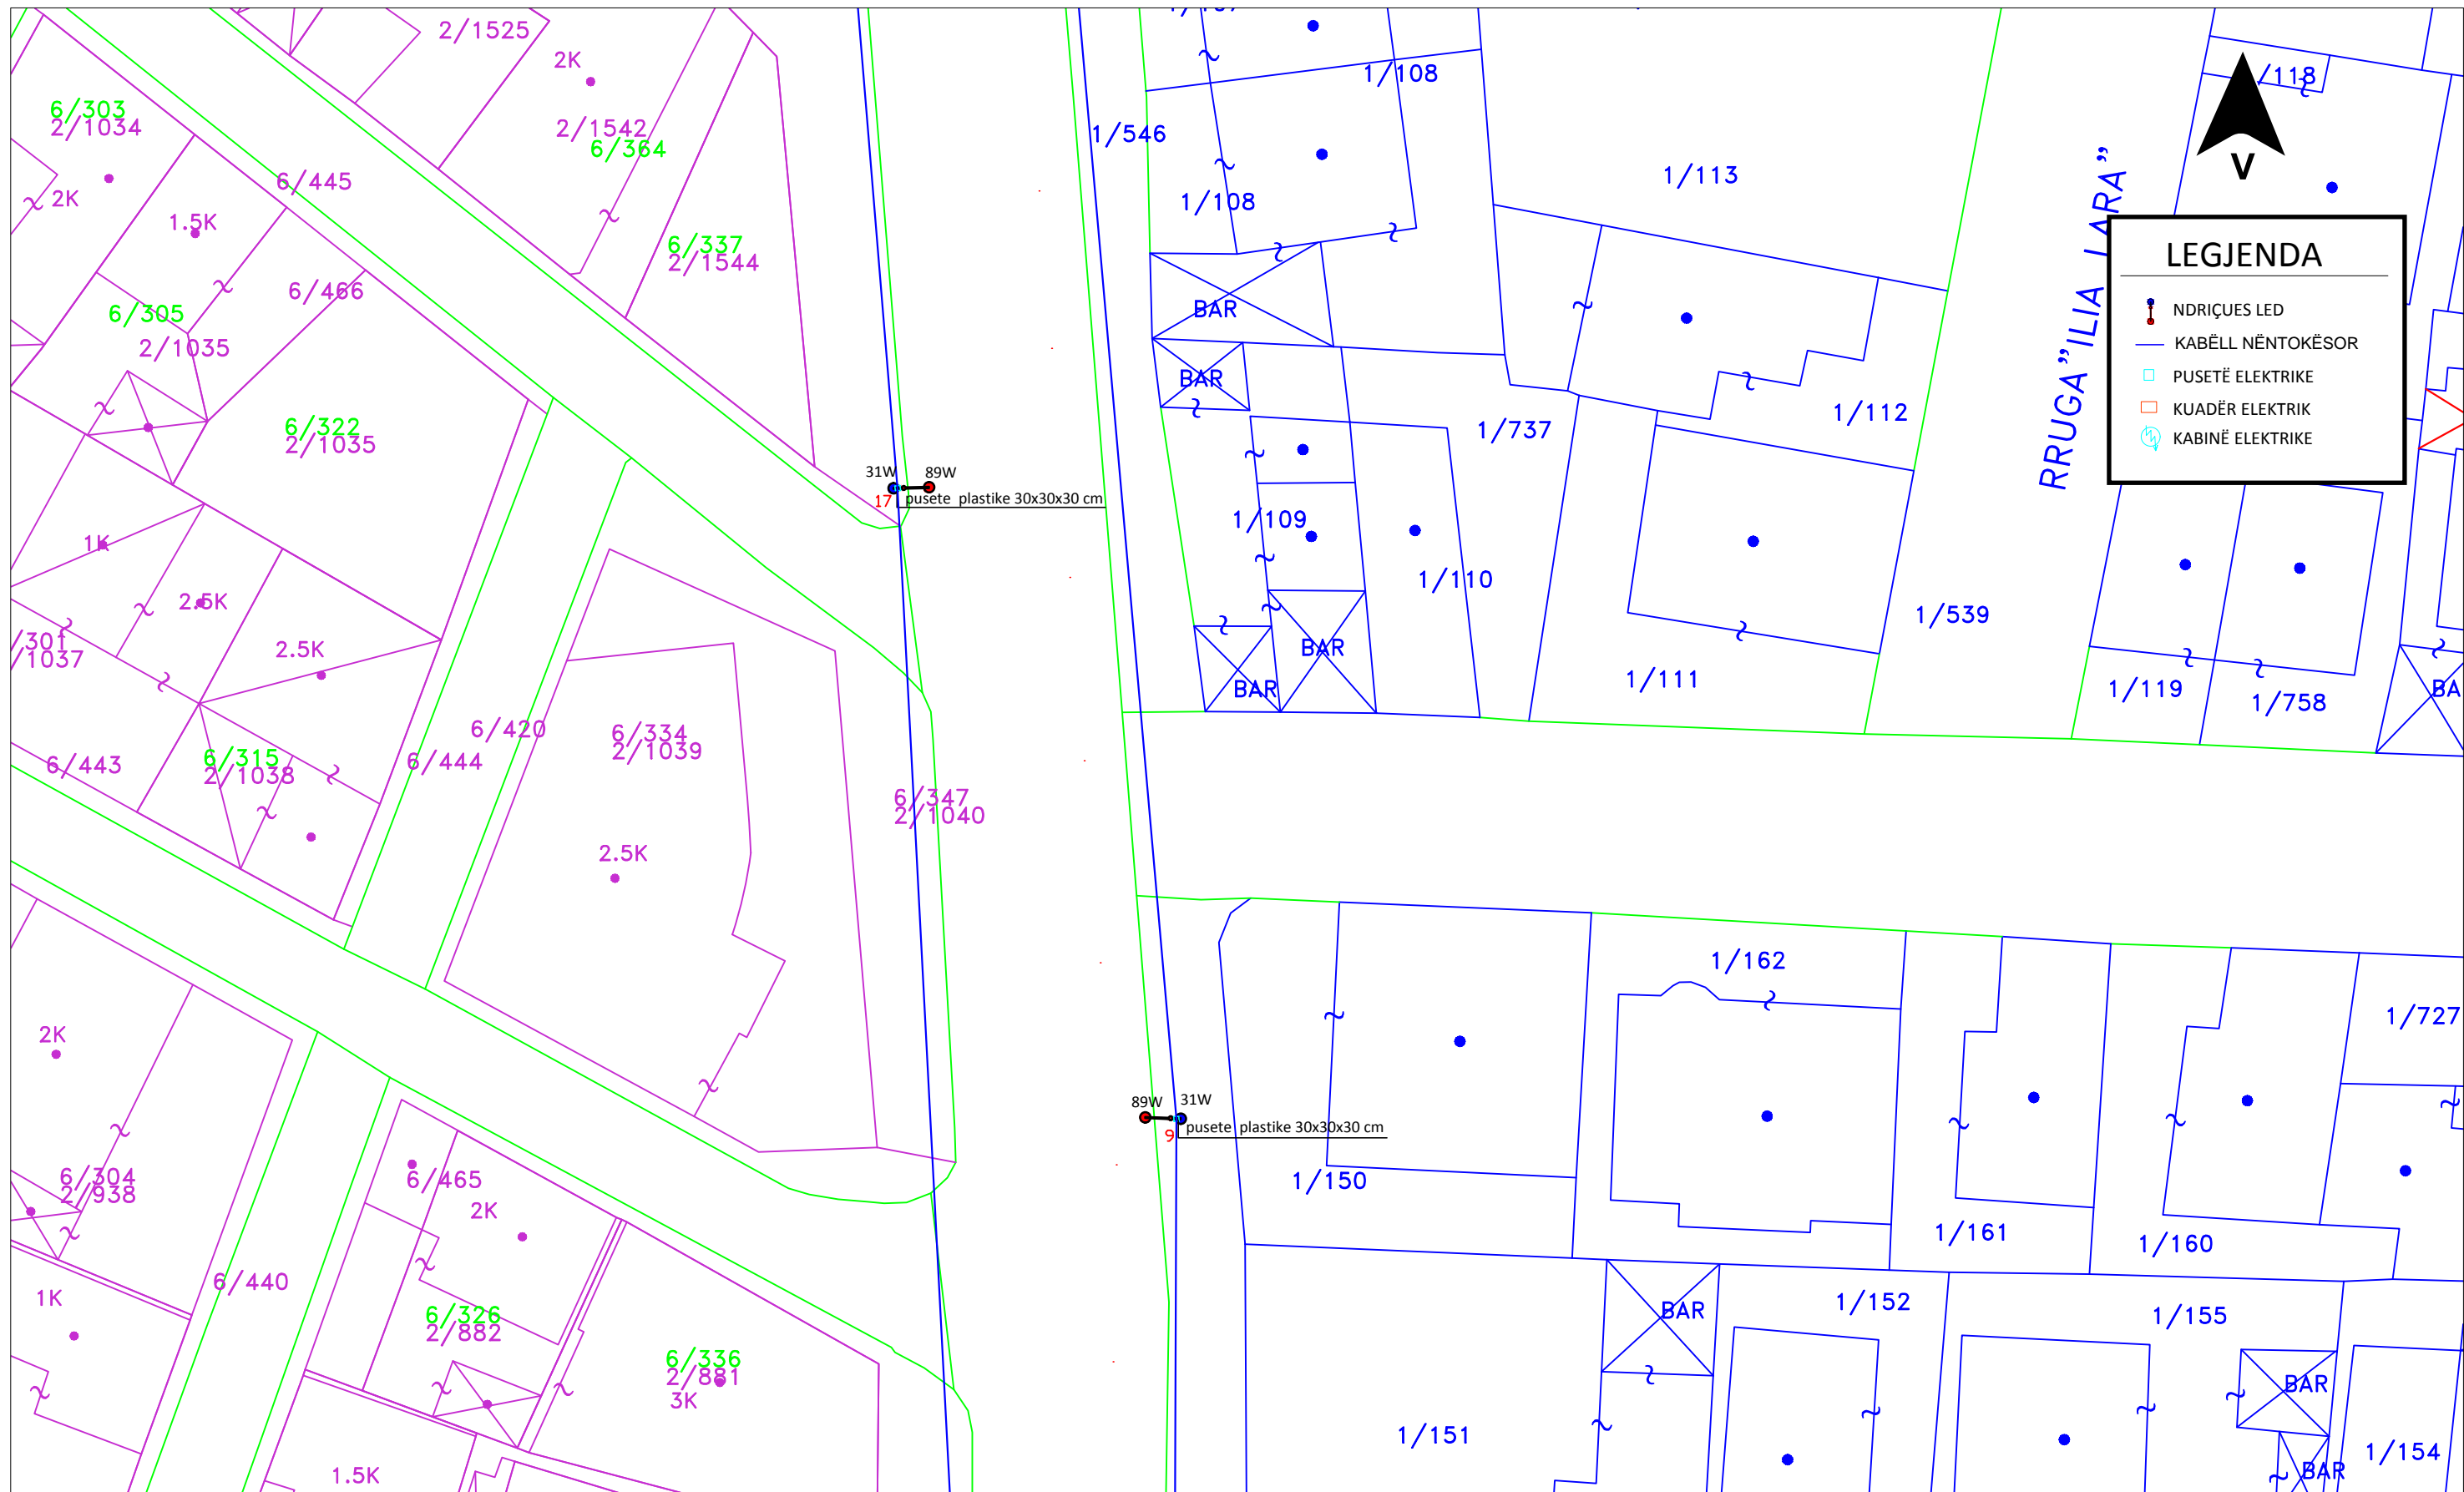 2/1525
2K
6/303
2/1034
2K
1.5K
6/445
2/1542
6/364
6/337
2/1544
6/466
6/305
2/1035
6/322
2/1035
1K
2.5K
2.5K
/301
/1037
6/443
6/315
2/1038
6/444
6/420
6/334
2/1039
2.5K
6/347
2/1040
31W
89W
17
pusete plastike 30x30x30 cm
1/546
1/108
1/108
BAR
BAR
1/113
1/112
1/737
1/109
1/110
BAR
BAR
1/111
1/539
RRUGA"ILIA LARA"
/118
V
LEGJENDA
NDRIÇUES LED
KABËLL NËNTOKËSOR
PUSETË ELEKTRIKE
KUADËR ELEKTRIK
KABINË ELEKTRIKE
1/119
1/758
BA
2K
6/304
2/938
1K
6/440
6/465
2K
6/326
2/882
6/336
2/881
3K
1.5K
89W
31W
9
pusete plastike 30x30x30 cm
1/150
1/162
1/161
1/160
1/727
BAR
1/152
1/155
1/151
BAR
BAR
1/154